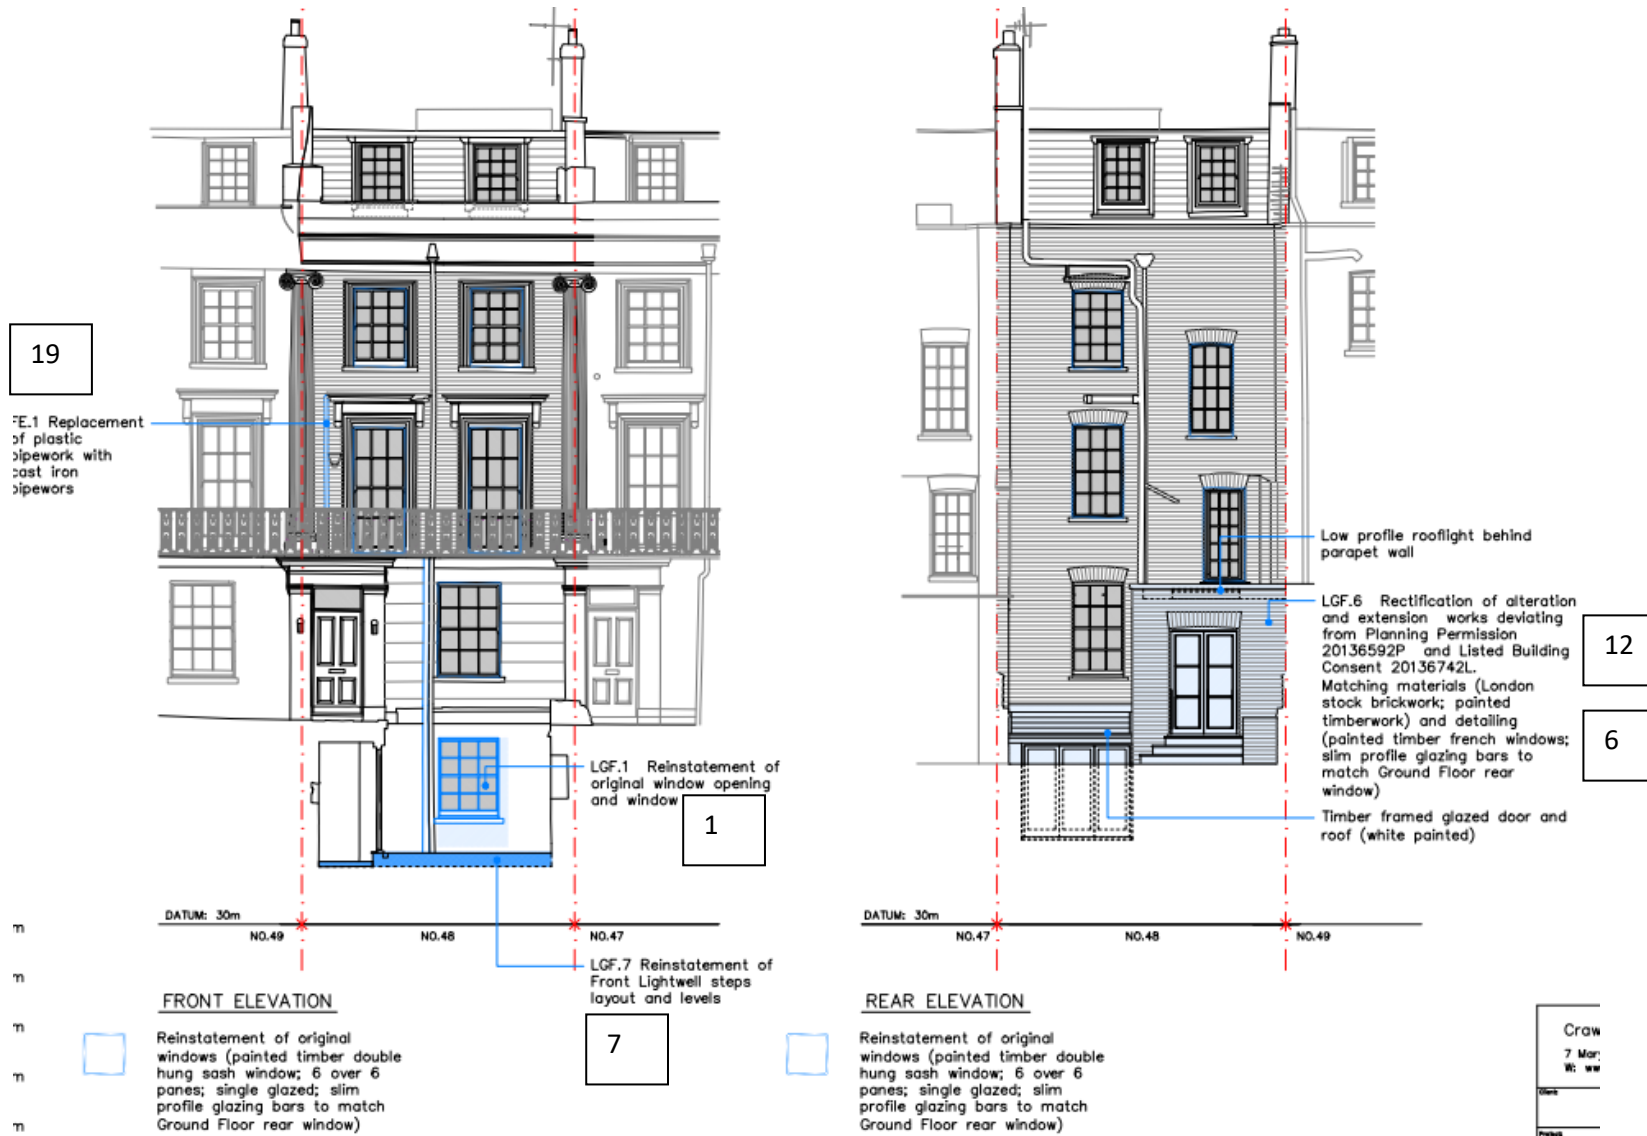 19
FE.1 Replacement
of plastic
pipework with
cast iron
pipewors
LGF.1 Reinstatement of
original window opening
and window
1
DATUM: 30m
NO.49
NO.48
NO.47
LGF.7 Reinstatement of
Front Lightwell steps
layout and levels
7
FRONT ELEVATION
Reinstatement of original
windows (painted timber double
hung sash window; 6 over 6
panes; single glazed; slim
profile glazing bars to match
Ground Floor rear window)
Low profile rooflight behind
parapet wall
LGF.6 Rectification of alteration
and extension works deviating
from Planning Permission
20136592P and Listed Building
Consent 20136742L.
Matching materials (London
stock brickwork; painted
timberwork) and detailing
(painted timber french windows;
slim profile glazing bars to
match Ground Floor rear
window)
12
6
Timber framed glazed door and
roof (white painted)
DATUM: 30m
NO.47
NO.48
NO.49
REAR ELEVATION
Reinstatement of original
windows (painted timber double
hung sash window; 6 over 6
panes; single glazed; slim
profile glazing bars to match
Ground Floor rear window)
m
m
m
m
m
Craw
7 Mar
W: ww
Client:
Project: